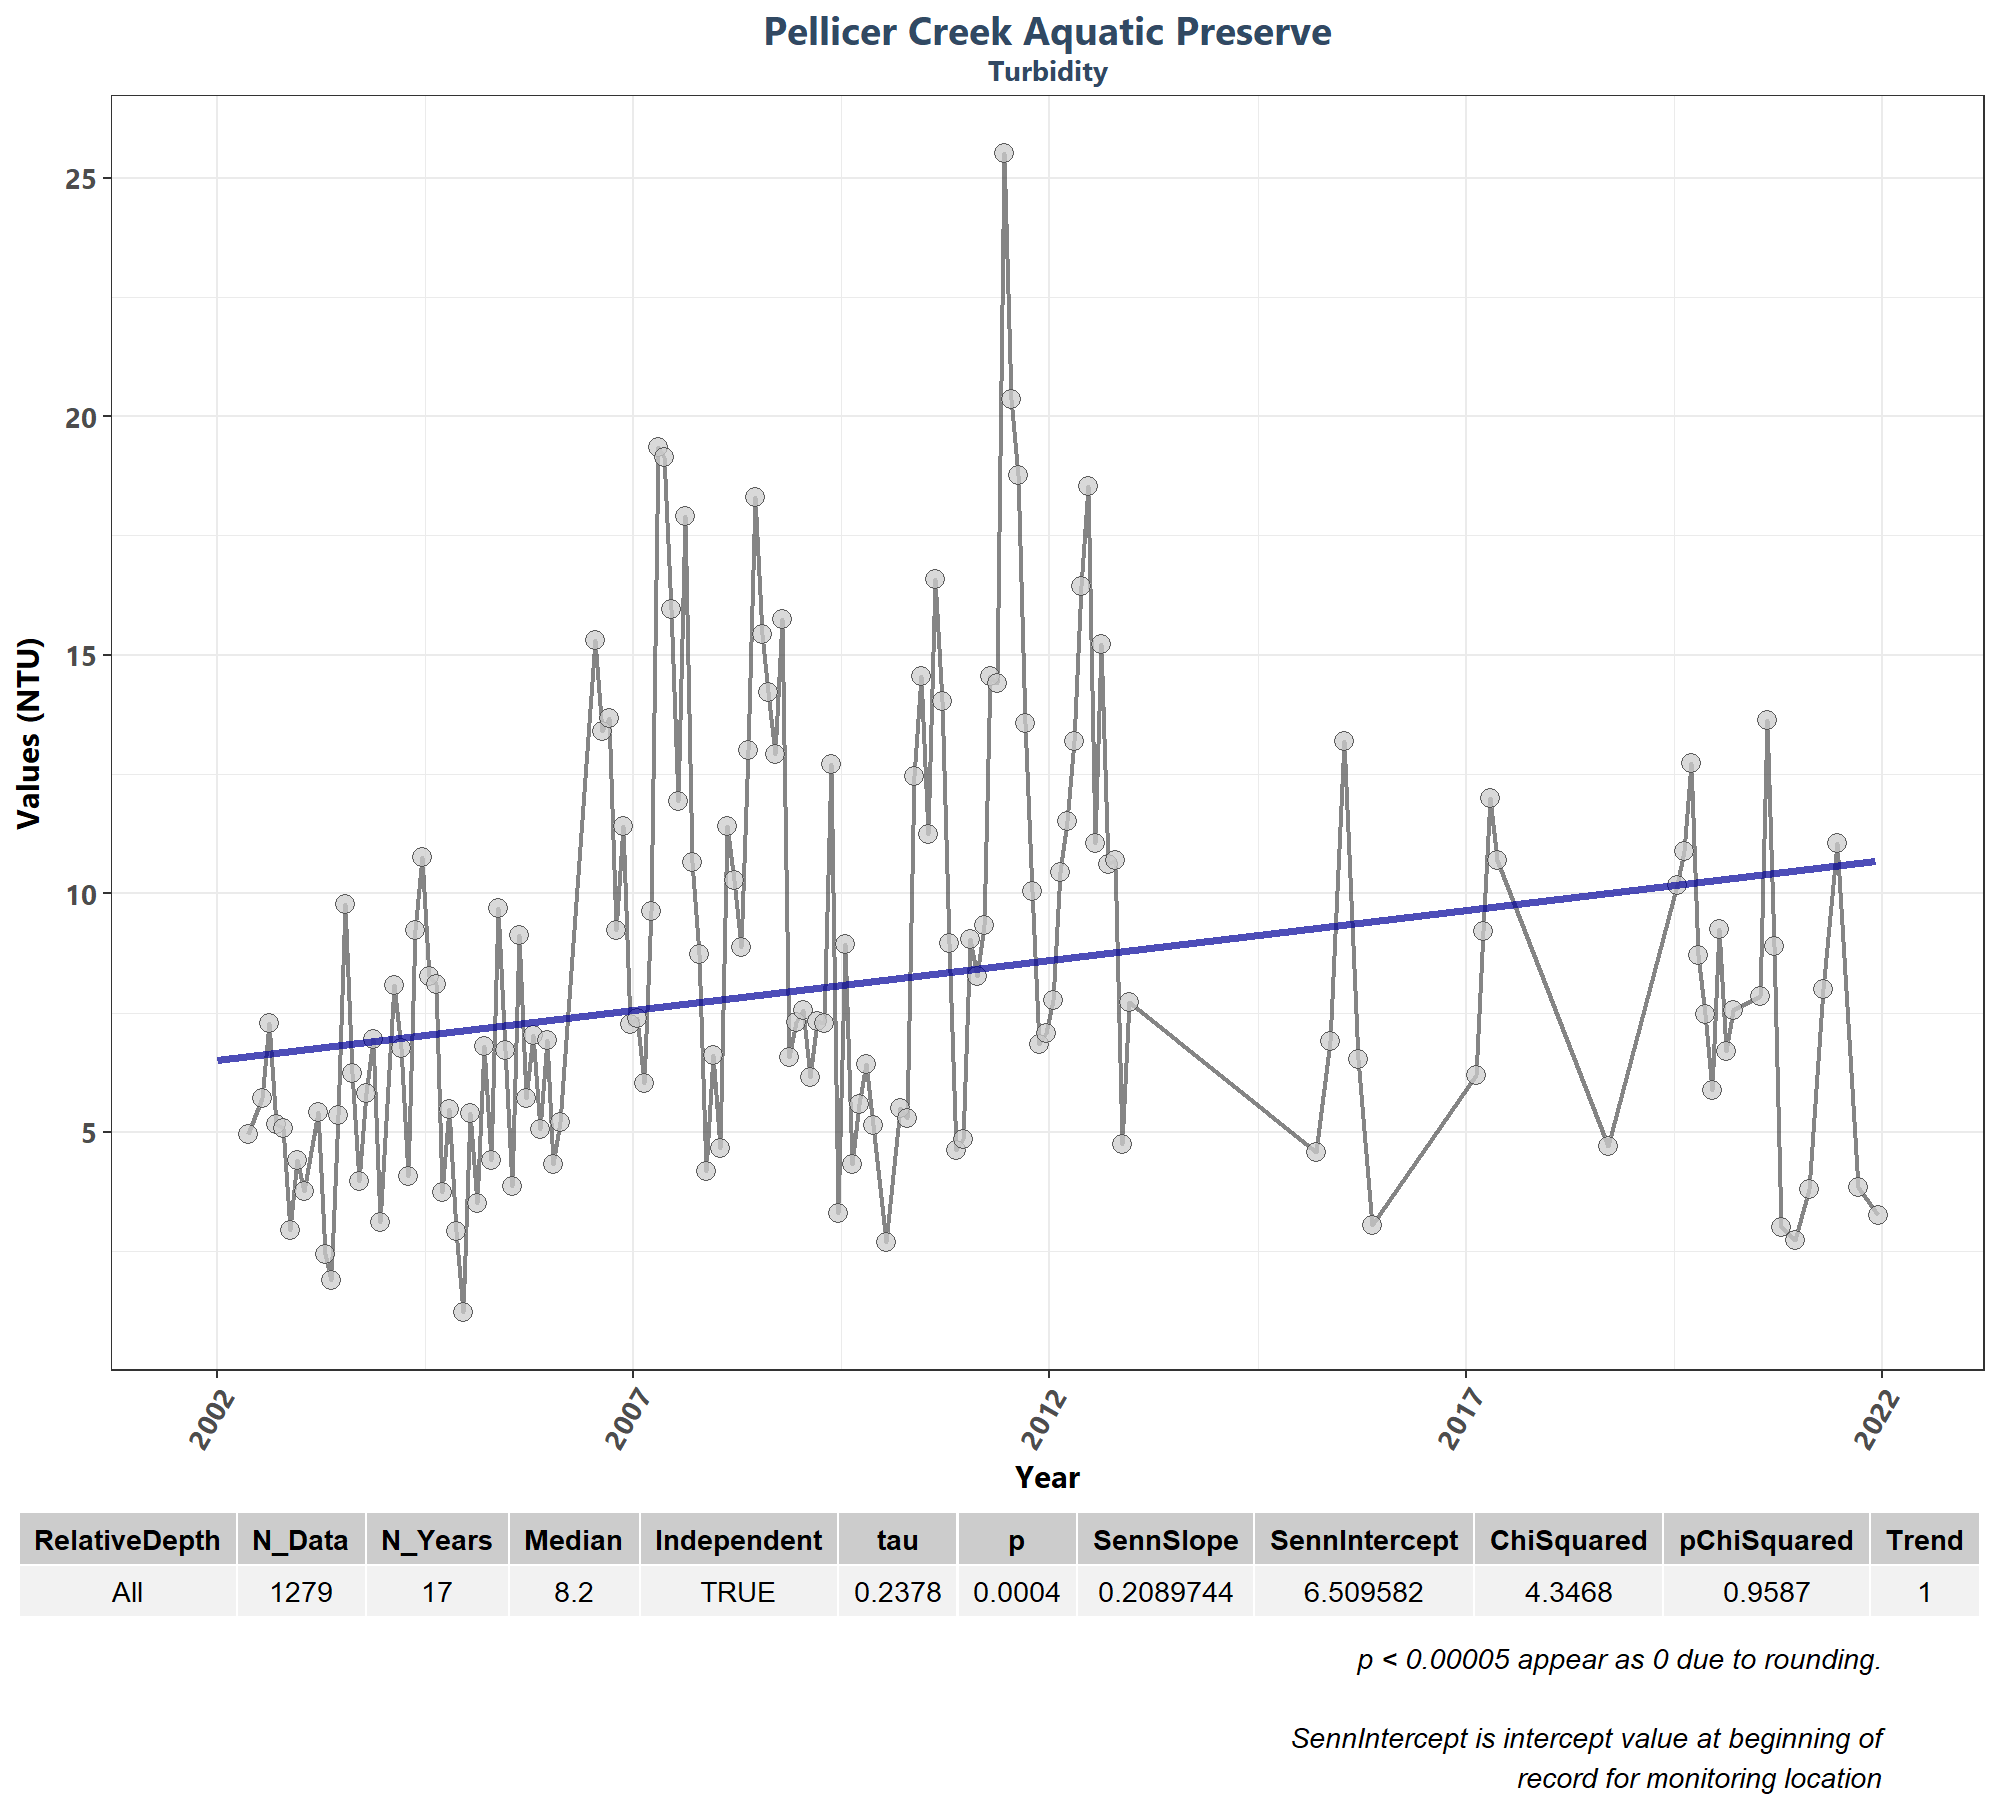 Pellicer Creek Aquatic Preserve
Turbidity
25
20
15
10
5
Values (NTU)
2002
2007
2012
2017
2022
Year
RelativeDepth N_Data N_Years Median Independent tau p SennSlope SennIntercept ChiSquared pChiSquared Trend
All 1279 17 8.2 TRUE 0.2378 0.0004 0.2089744 6.509582 4.3468 0.9587 1
p < 0.00005 appear as 0 due to rounding.
SennIntercept is intercept value at beginning of
record for monitoring location